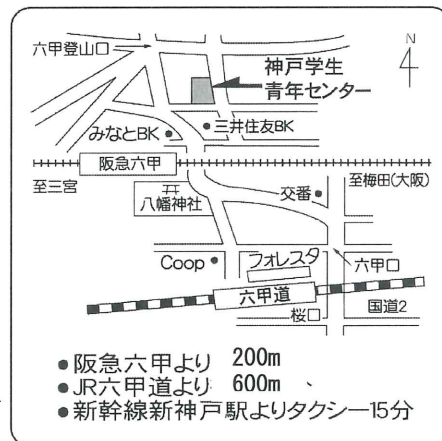 六甲登山口
N
神戸学生
青年センター
みなとBK
三井住友BK
阪急六甲
至三宮
至梅田(大阪)
八幡神社
交番
Coop
フォレスタ
六甲口
六甲道
桜口
国道2
●阪急六甲より 200m
●JR六甲道より 600m
●新幹線新神戸駅よりタクシー15分